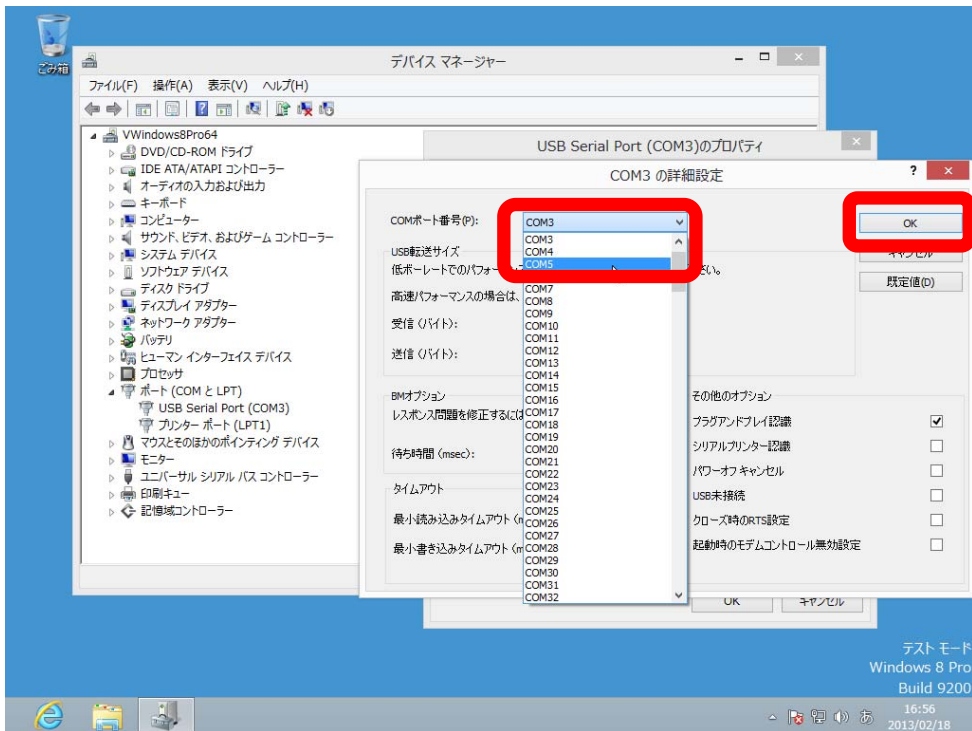 ごみ箱
デバイス マネージャー
ファイル(F) 操作(A) 表示(V) ヘルプ(H)
VWindows8Pro64
DVD/CD-ROM ドライブ
IDE ATA/ATAPI コントローラー
オーディオの入力および出力
キーボード
コンピューター
サウンド、ビデオ、およびゲーム コントローラー
システム デバイス
ソフトウェア デバイス
ディスク ドライブ
ディスプレイ アダプター
ネットワーク アダプター
バッテリ
ヒューマン インターフェイス デバイス
プロセッサ
ポート (COM と LPT)
USB Serial Port (COM3)
プリンター ポート (LPT1)
マウスとそのほかのポインティング デバイス
モニター
ユニバーサル シリアル バス コントローラー
印刷キュー
記憶域コントローラー
USB Serial Port (COM3)のプロパティ
COM3 の詳細設定
COMポート番号(P):
COM3
OK
キャンセル
既定値(D)
USB転送サイズ
低ボーレートでのパフォーマンス
さい。
高速パフォーマンスの場合は、
受信 (バイト):
送信 (バイト):
BMオプション
レスポンス問題を修正するには
待ち時間 (msec):
タイムアウト
最小読み込みタイムアウト (m
最小書き込みタイムアウト (m
COM3
COM4
COM5
COM7
COM8
COM9
COM10
COM11
COM12
COM13
COM14
COM15
COM16
COM17
COM18
COM19
COM20
COM21
COM22
COM23
COM24
COM25
COM26
COM27
COM28
COM29
COM30
COM31
COM32
その他のオプション
プラグアンドプレイ認識
シリアルプリンター認識
パワーオフ キャンセル
USB未接続
クローズ時のRTS設定
起動時のモデムコントロール無効設定
OK キャンセル
テスト モード
Windows 8 Pro
Build 9200
あ
16:56
2013/02/18